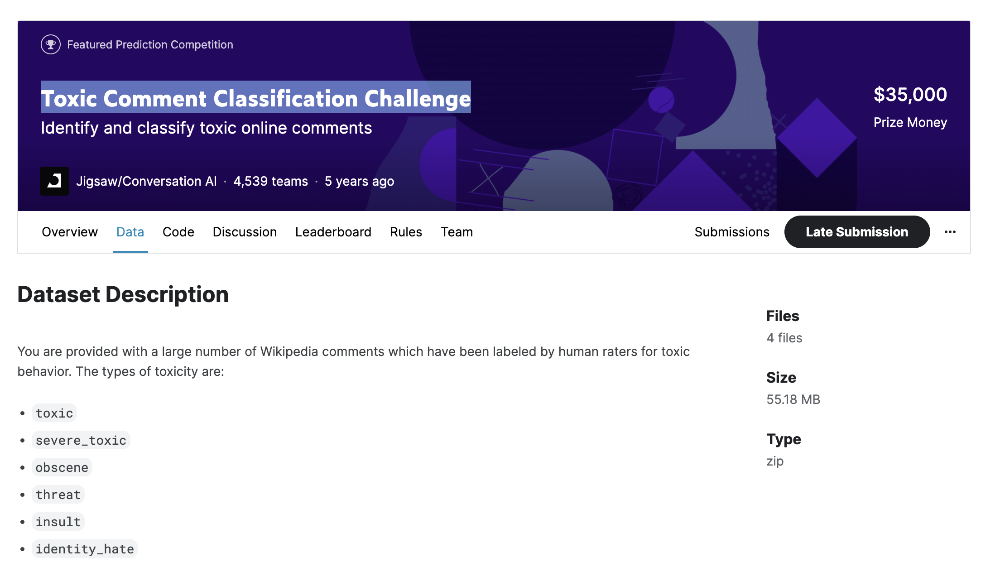 Featured Prediction Competition
Toxic Comment Classification Challenge
Identify and classify toxic online comments
$35,000
Prize Money
Jigsaw/Conversation AI · 4,539 teams · 5 years ago
Overview Data Code Discussion Leaderboard Rules Team Submissions Late Submission ...
Dataset Description
You are provided with a large number of Wikipedia comments which have been labeled by human raters for toxic
behavior. The types of toxicity are:
• toxic
• severe_toxic
• obscene
• threat
• insult
• identity_hate
Files
4 files
Size
55.18 MB
Type
zip